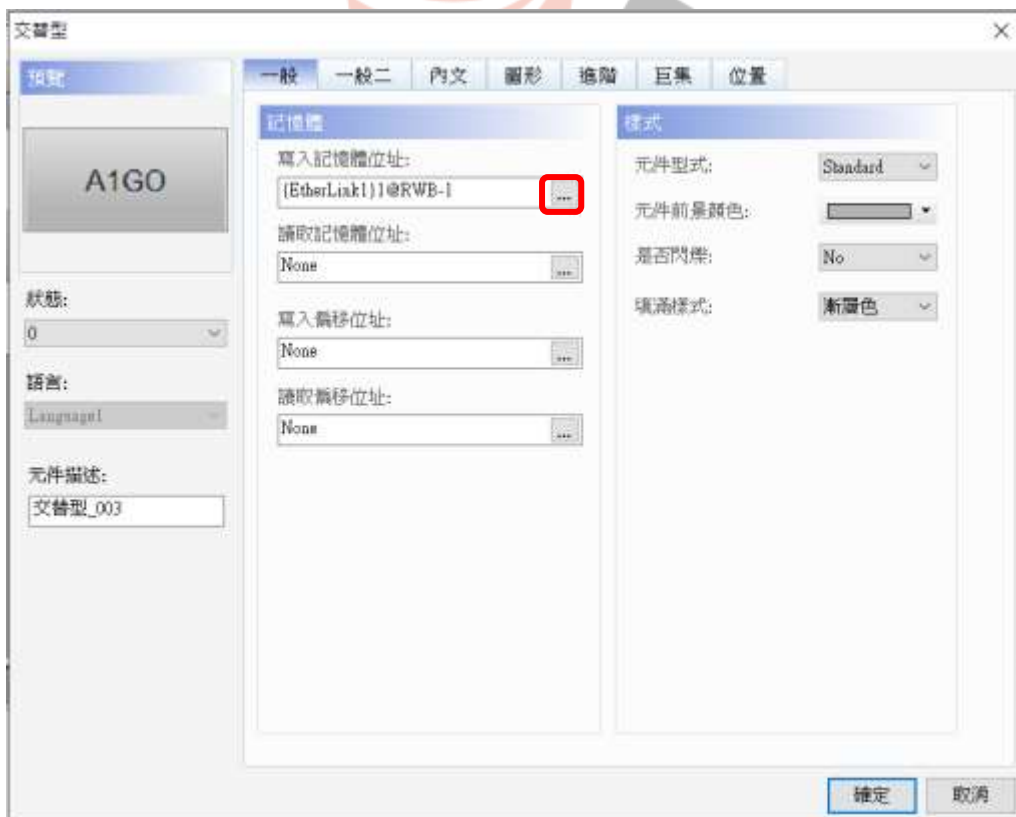 交替型
預覽
A1GO
狀態:
0
語言:
Language1
元件描述:
交替型_003
一般 一般二 內文 圖形 進階 巨集 位置
記憶體
寫入記憶體位址:
{EtherLink1}1@RWB-1
...
讀取記憶體位址:
None
...
寫入偏移位址:
None
...
讀取偏移位址:
None
...
樣式
元件型式:
Standard
元件前景顏色:
是否閃爍:
No
填滿樣式:
漸層色
確定 取消